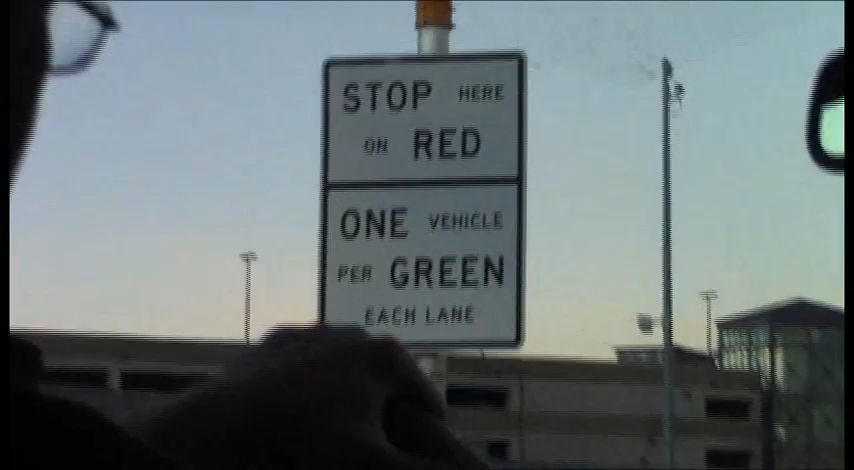 STOP HERE
ON RED
ONE VEHICLE
PER GREEN
EACH LANE